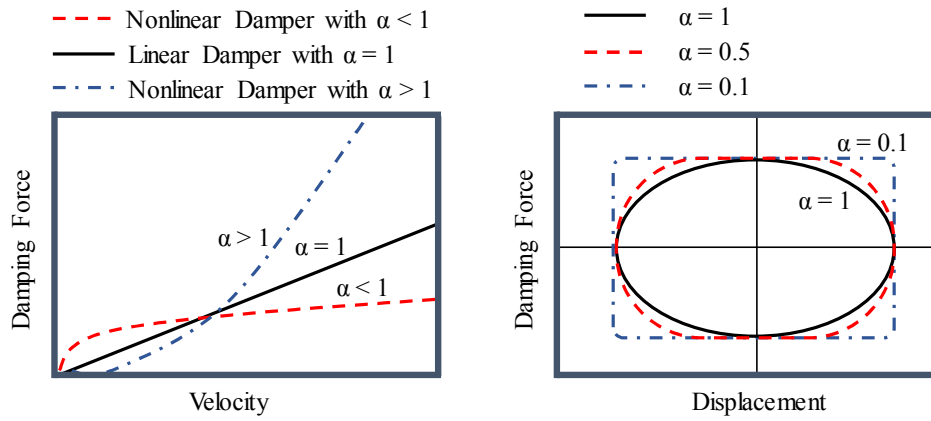 Nonlinear Damper with α < 1
Linear Damper with α = 1
Nonlinear Damper with α > 1
α > 1
α = 1
α < 1
Damping Force
Velocity
α = 1
α = 0.5
α = 0.1
α = 0.1
α = 1
Damping Force
Displacement